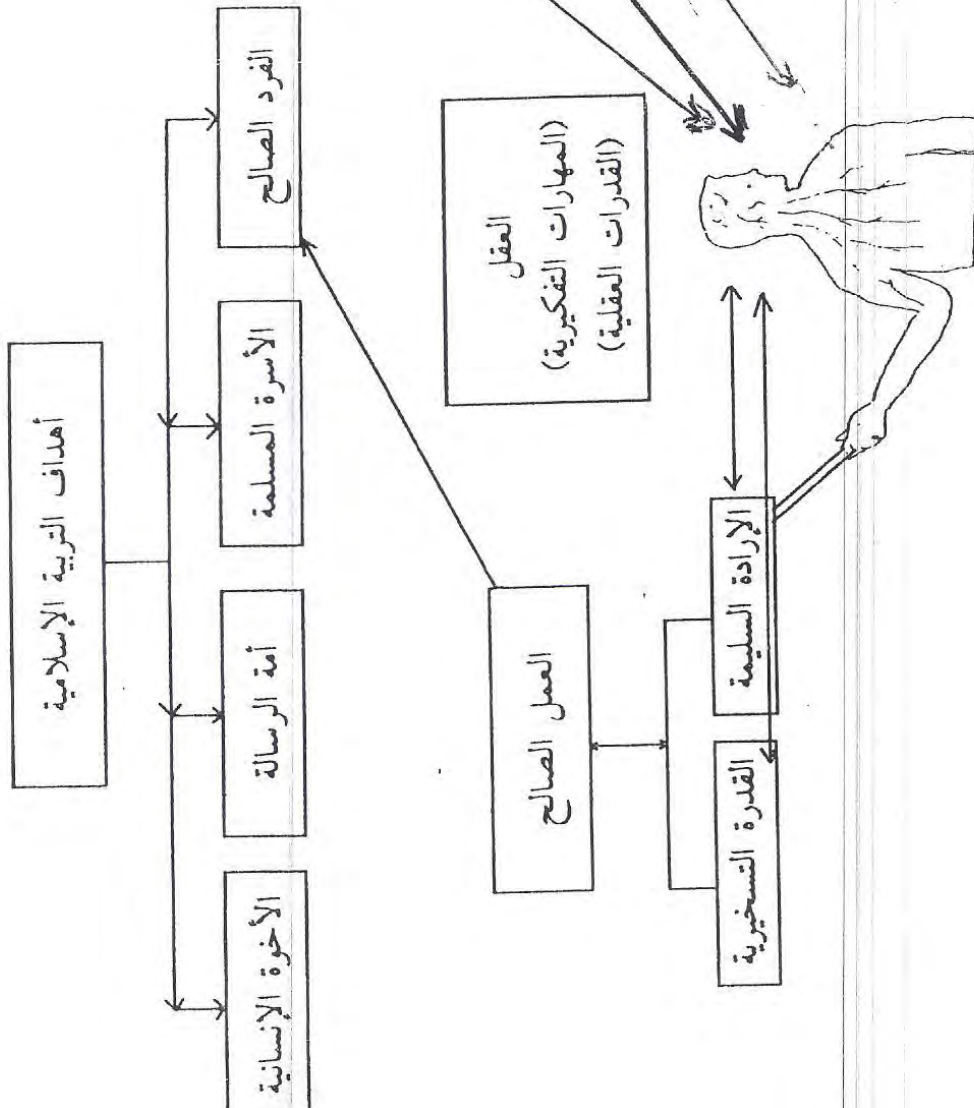 أهداف التربية الإسلامية
الفرد الصالح
الأسرة المسلمة
أمة الرسالة
الأخوة الإنسانية
العمل الصالح
العقل
(المهارات التفكيرية)
(القدرات العقلية)
الإرادة السليمة
القدرة التسخيرية